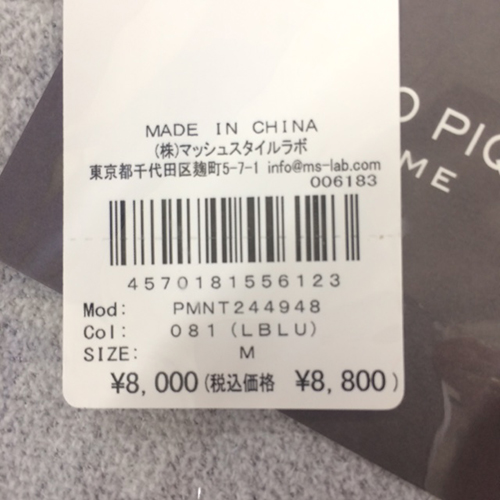 MADE IN CHINA
(株)マッシュスタイルラボ
東京都千代田区麹町5-7-1 info@ms-lab.com
006183
4570181556123
Mod: PMNT244948
Col: 081(LBLU)
SIZE: M
¥8,000(税込価格 ¥8,800)
O PIQ
ME